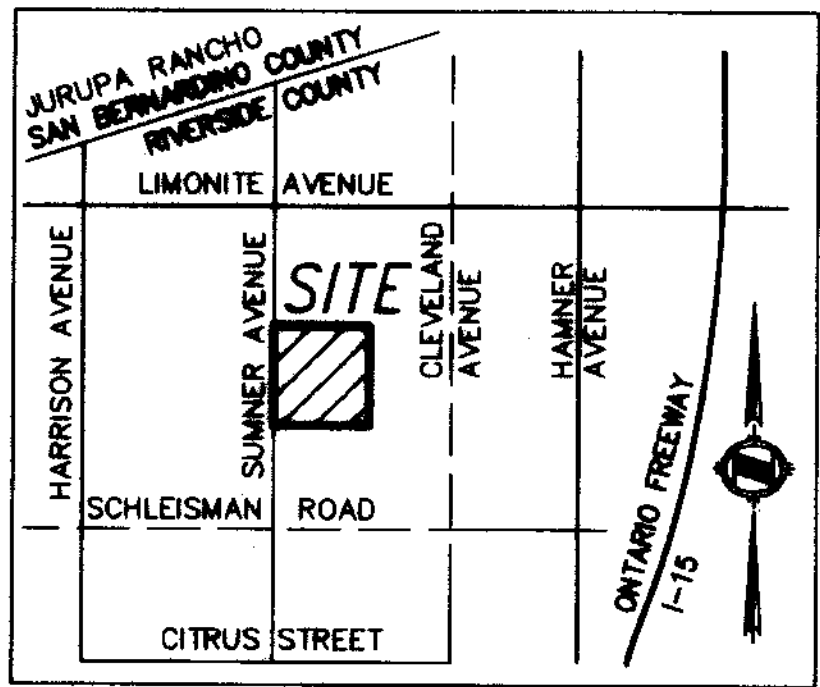 JURUPA RANCHO
SAN BERNARDINO COUNTY
RIVERSIDE COUNTY
LIMONITE AVENUE
HARRISON AVENUE
SUMNER AVENUE
SITE
CLEVELAND
AVENUE
HAMNER
AVENUE
SCHLEISMAN ROAD
ONTARIO FREEWAY
I-15
CITRUS STREET